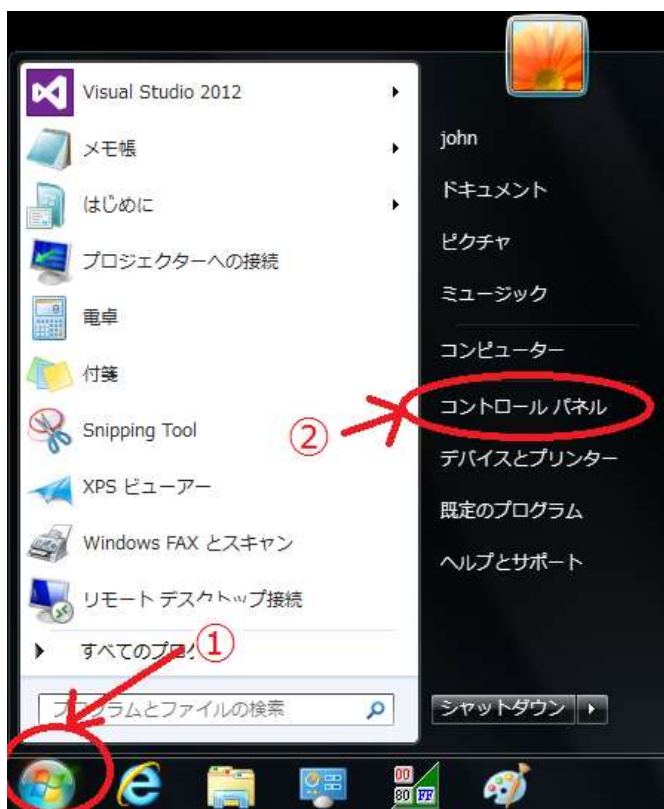 Visual Studio 2012
メモ帳
はじめに
プロジェクターへの接続
電卓
付箋
Snipping Tool
XPS ビューアー
Windows FAX とスキャン
リモート デスクトップ接続
すべてのプログ
①
プログラムとファイルの検索
john
ドキュメント
ピクチャ
ミュージック
コンピューター
②
コントロール パネル
デバイスとプリンター
既定のプログラム
ヘルプとサポート
シャットダウン
00
80 FF